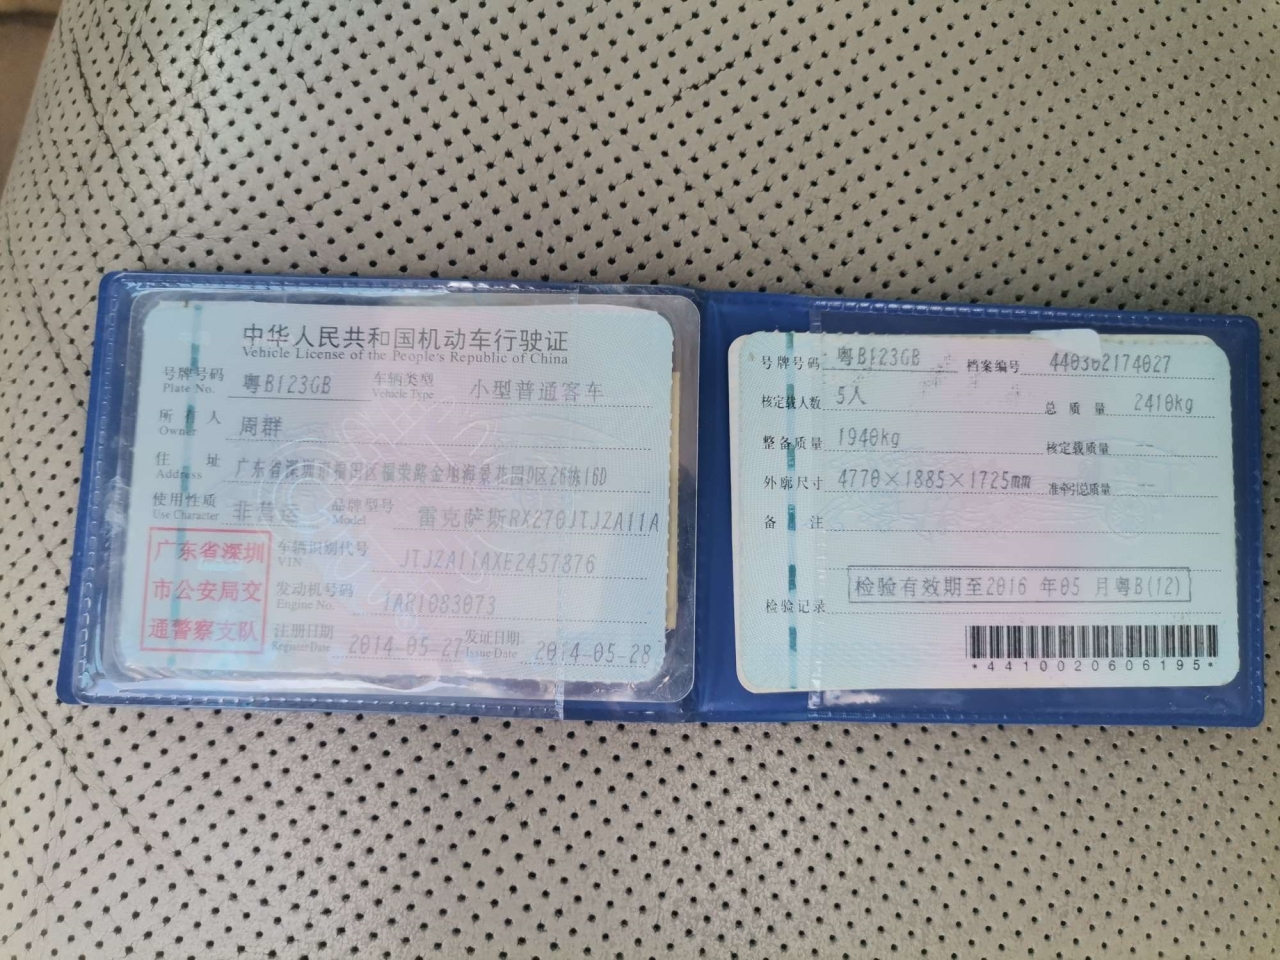 中华人民共和国机动车行驶证
Vehicle License of the People's Republic of China
号牌号码 粤B123GB 车辆类型 小型普通客车
Plate No. Vehicle Type
所有人 周群
Owner
住址 广东省深圳市福田区福荣路金地海景花园D区26栋16D
Address
使用性质 非营运 品牌型号 雷克萨斯RX270JTJZA11A
Use Character Model
广东省深圳
市公安局交
通警察支队
车辆识别代号 JTJZA11AXE2457876
VIN
发动机号码 1AR1083073
Engine No.
注册日期 2014-05-27 发证日期 2014-05-28
Register Date Issue Date
号牌号码 粤B123GB 档案编号 440302174027
核定载人数 5人 总质量 2410kg
整备质量 1940kg 核定载质量 --
外廓尺寸 4770×1885×1725㎜ 准牵引总质量 --
备注
检验有效期至2016 年05 月粤B(12)
检验记录
*4410020606195*